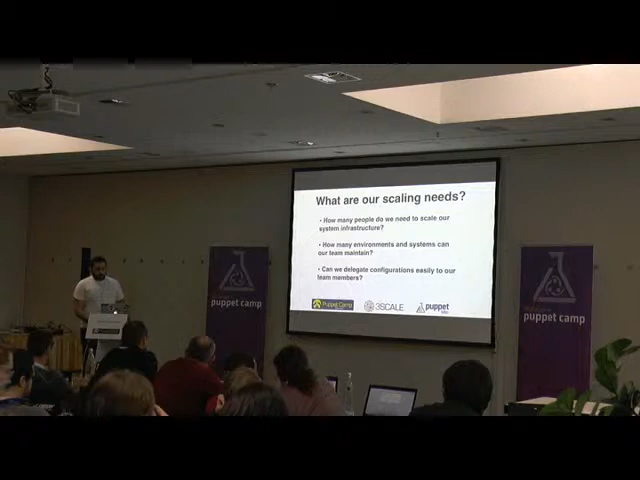 What are our scaling needs?
• How many people do we need to scale our
system infrastructure?
• How many environments and systems can
our team maintain?
• Can we delegate configurations easily to our
team members?
Puppet Camp
3SCALE
puppet
labs
puppet camp
puppet camp